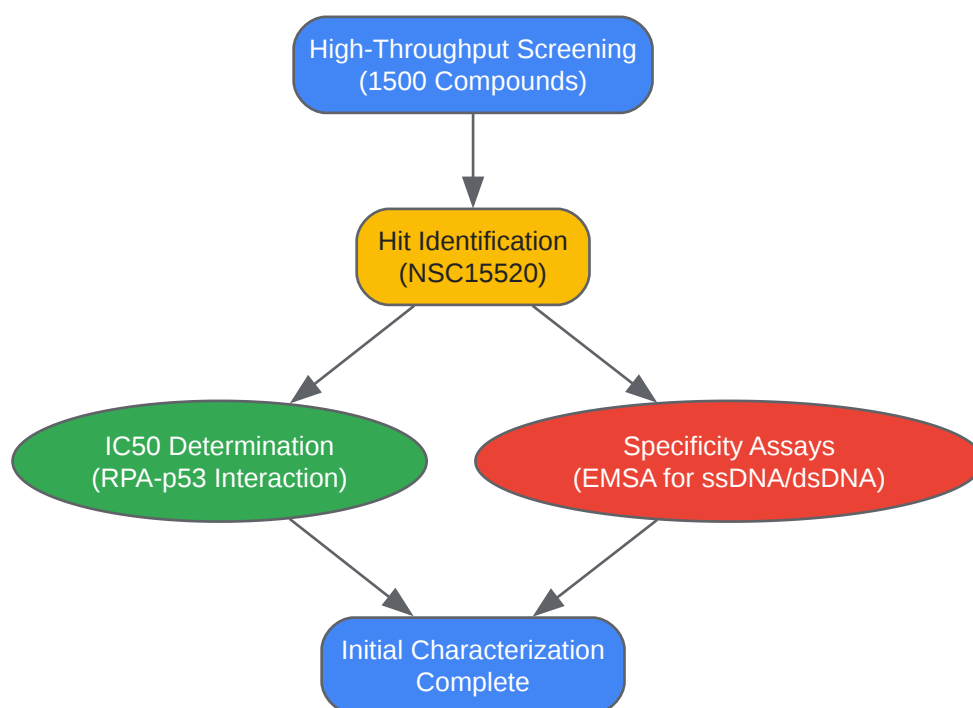 High-Throughput Screening
(1500 Compounds)
Hit Identification
(NSC15520)
IC50 Determination
(RPA-p53 Interaction)
Specificity Assays
(EMSA for ssDNA/dsDNA)
Initial Characterization
Complete